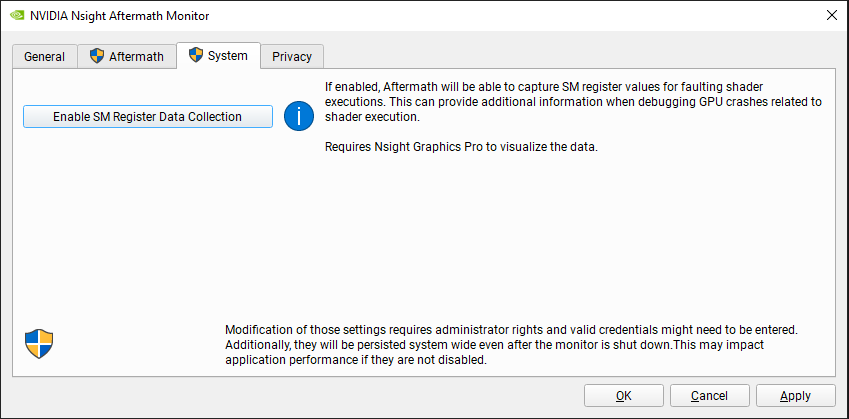 NVIDIA Nsight Aftermath Monitor
General Aftermath System Privacy
If enabled, Aftermath will be able to capture SM register values for faulting shader
executions. This can provide additional information when debugging GPU crashes related to
shader execution.
Enable SM Register Data Collection
Requires Nsight Graphics Pro to visualize the data.
Modification of those settings requires administrator rights and valid credentials might need to be entered.
Additionally, they will be persisted system wide even after the monitor is shut down.This may impact
application performance if they are not disabled.
OK Cancel Apply